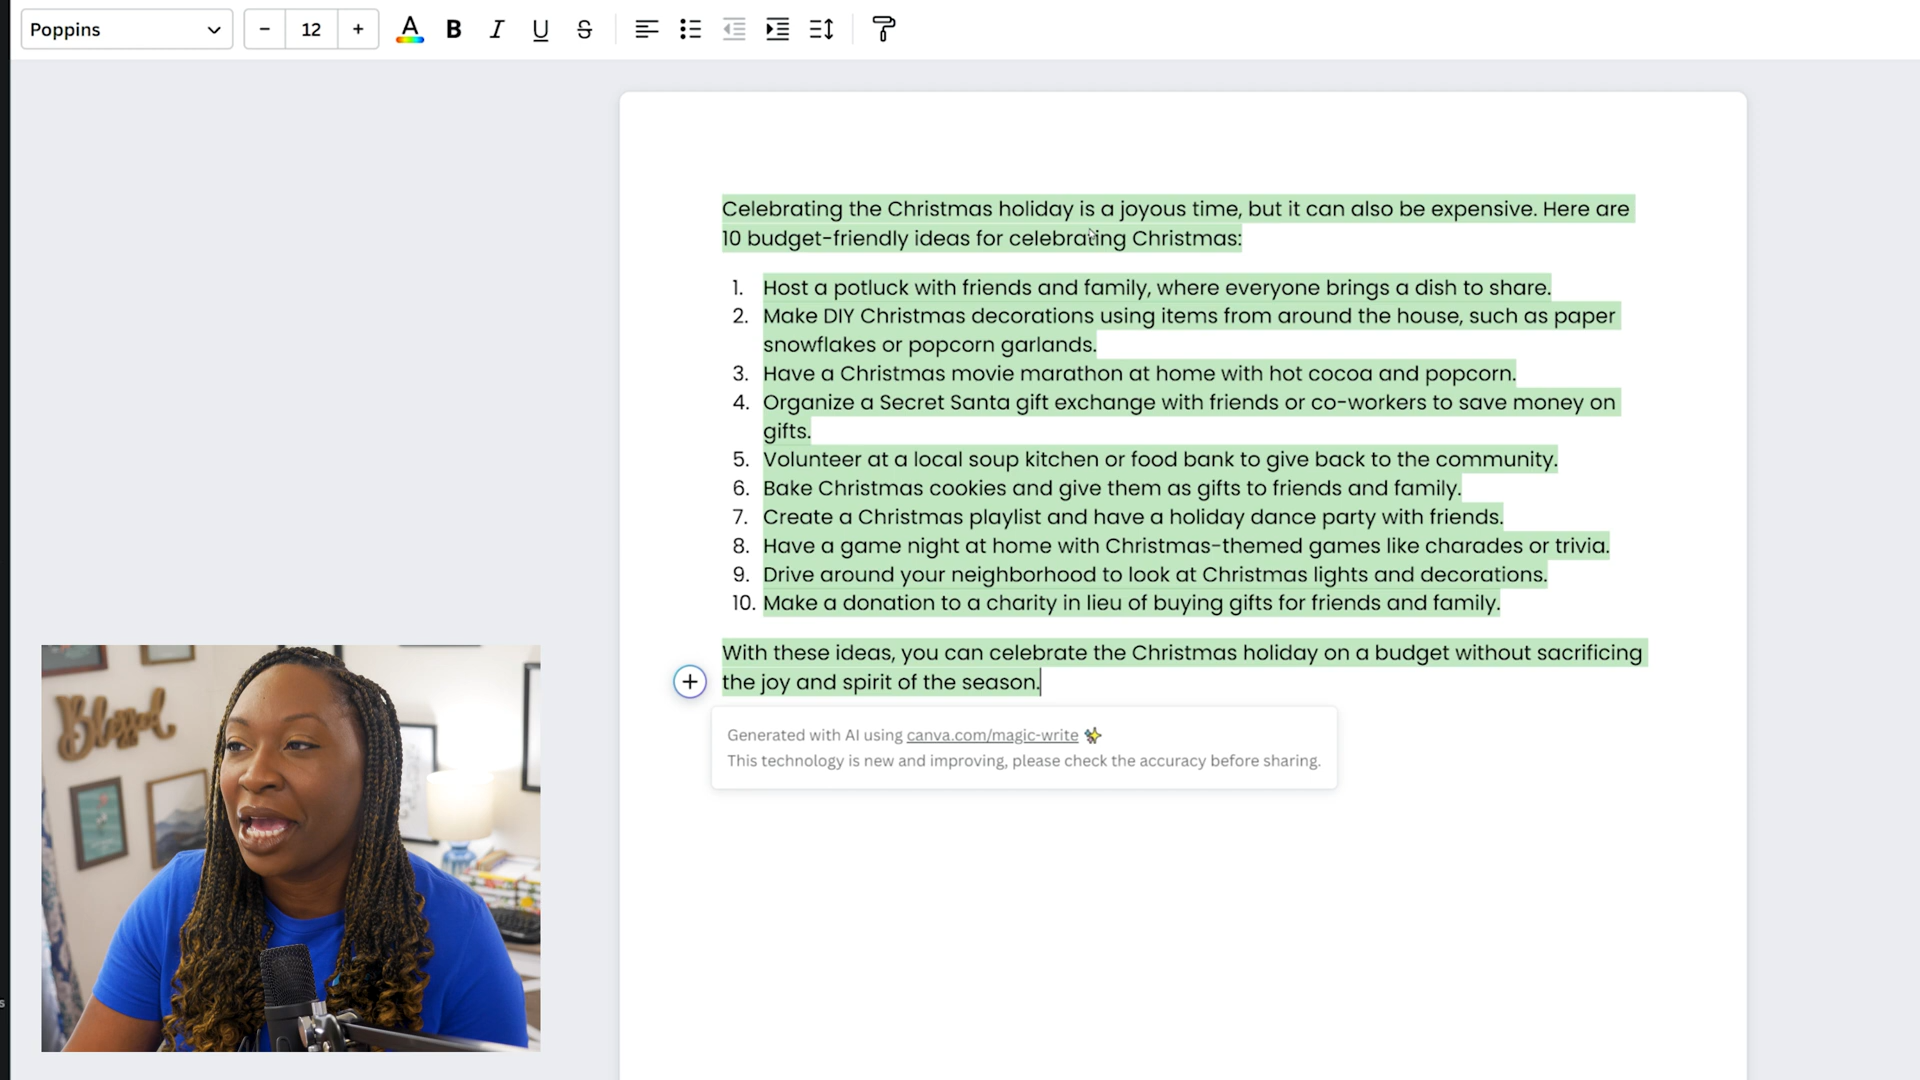 Poppins
− 12 + A B I U S
Celebrating the Christmas holiday is a joyous time, but it can also be expensive. Here are
10 budget-friendly ideas for celebrating Christmas:
1. Host a potluck with friends and family, where everyone brings a dish to share.
2. Make DIY Christmas decorations using items from around the house, such as paper
snowflakes or popcorn garlands.
3. Have a Christmas movie marathon at home with hot cocoa and popcorn.
4. Organize a Secret Santa gift exchange with friends or co-workers to save money on
gifts.
5. Volunteer at a local soup kitchen or food bank to give back to the community.
6. Bake Christmas cookies and give them as gifts to friends and family.
7. Create a Christmas playlist and have a holiday dance party with friends.
8. Have a game night at home with Christmas-themed games like charades or trivia.
9. Drive around your neighborhood to look at Christmas lights and decorations.
10. Make a donation to a charity in lieu of buying gifts for friends and family.
With these ideas, you can celebrate the Christmas holiday on a budget without sacrificing
the joy and spirit of the season.
Generated with AI using canva.com/magic-write ✨
This technology is new and improving, please check the accuracy before sharing.
Blessed